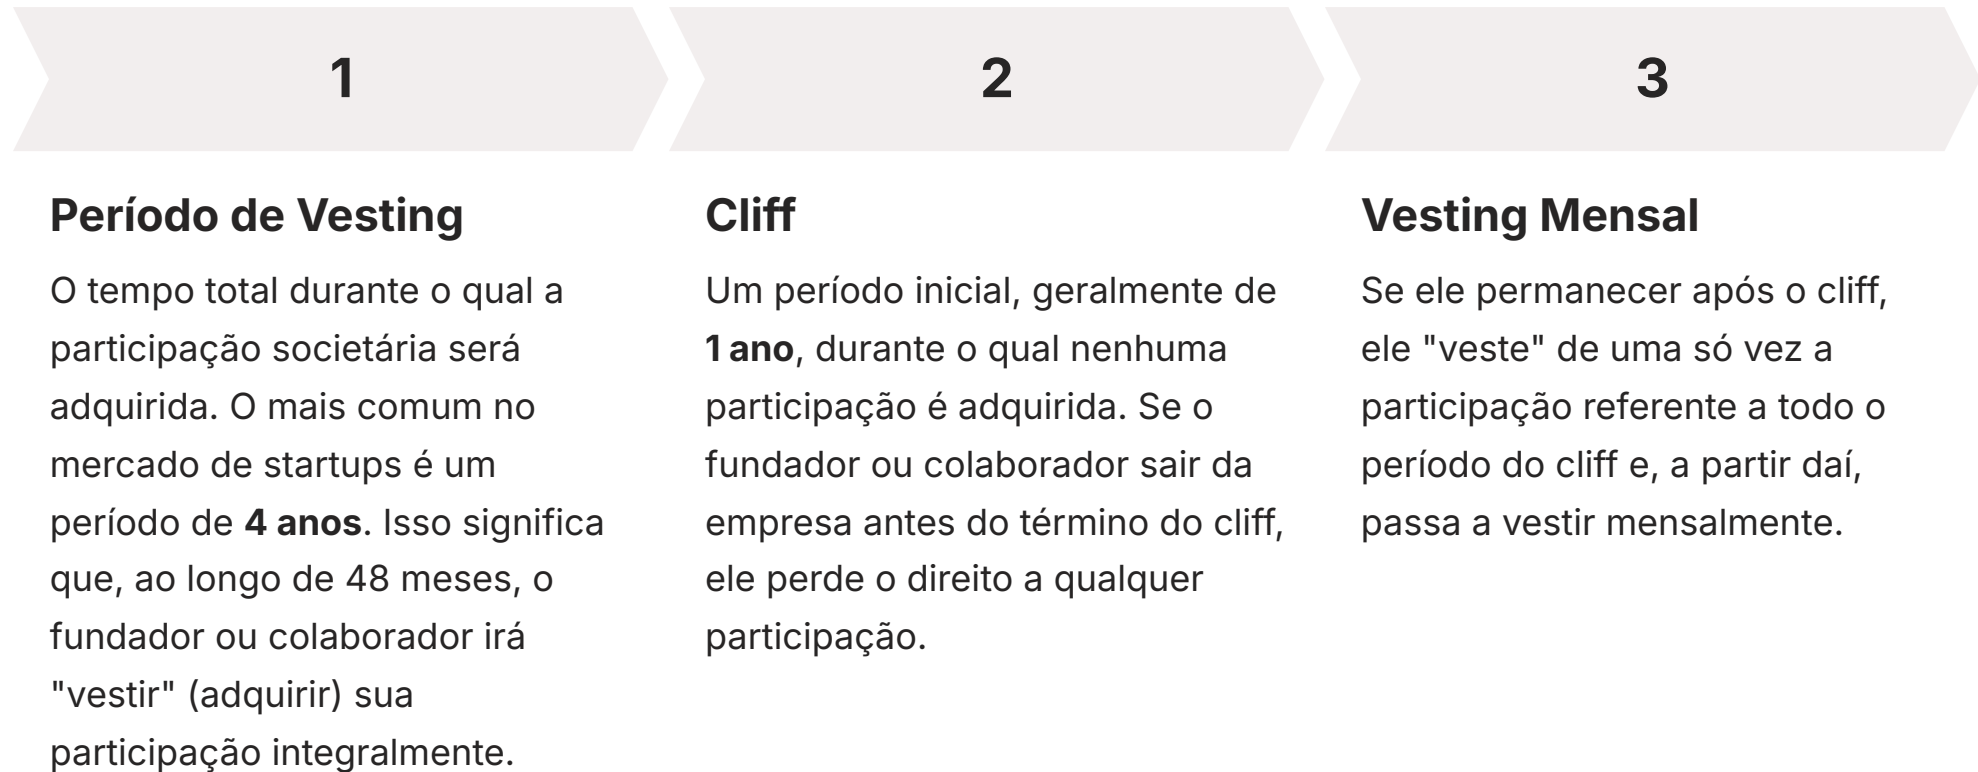 1
2
3
Período de Vesting
O tempo total durante o qual a
participação societária será
adquirida. O mais comum no
mercado de startups é um
período de 4 anos. Isso significa
que, ao longo de 48 meses, o
fundador ou colaborador irá
"vestir" (adquirir) sua
participação integralmente.
Cliff
Um período inicial, geralmente de
1 ano, durante o qual nenhuma
participação é adquirida. Se o
fundador ou colaborador sair da
empresa antes do término do cliff,
ele perde o direito a qualquer
participação.
Vesting Mensal
Se ele permanecer após o cliff,
ele "veste" de uma só vez a
participação referente a todo o
período do cliff e, a partir daí,
passa a vestir mensalmente.